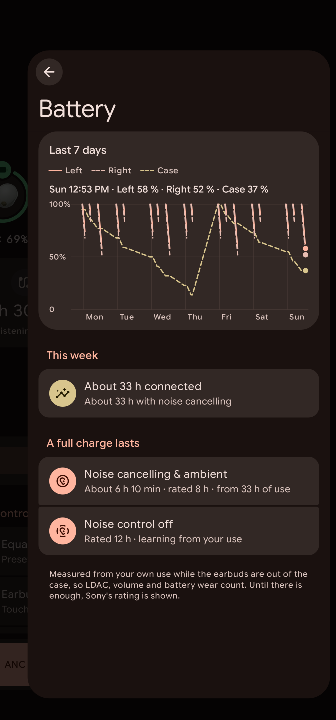 Battery
Last 7 days
Left Right Case
Sun 12:53 PM · Left 58 % · Right 52 % · Case 37 %
100%
50%
0
Mon Tue Wed Thu Fri Sat Sun
This week
About 33 h connected
About 33 h with noise cancelling
A full charge lasts
Noise cancelling & ambient
About 6 h 10 min · rated 8 h · from 33 h of use
Noise control off
Rated 12 h · learning from your use
Measured from your own use while the earbuds are out of the
case, so LDAC, volume and battery wear count. Until there is
enough, Sony's rating is shown.
69%
ANC